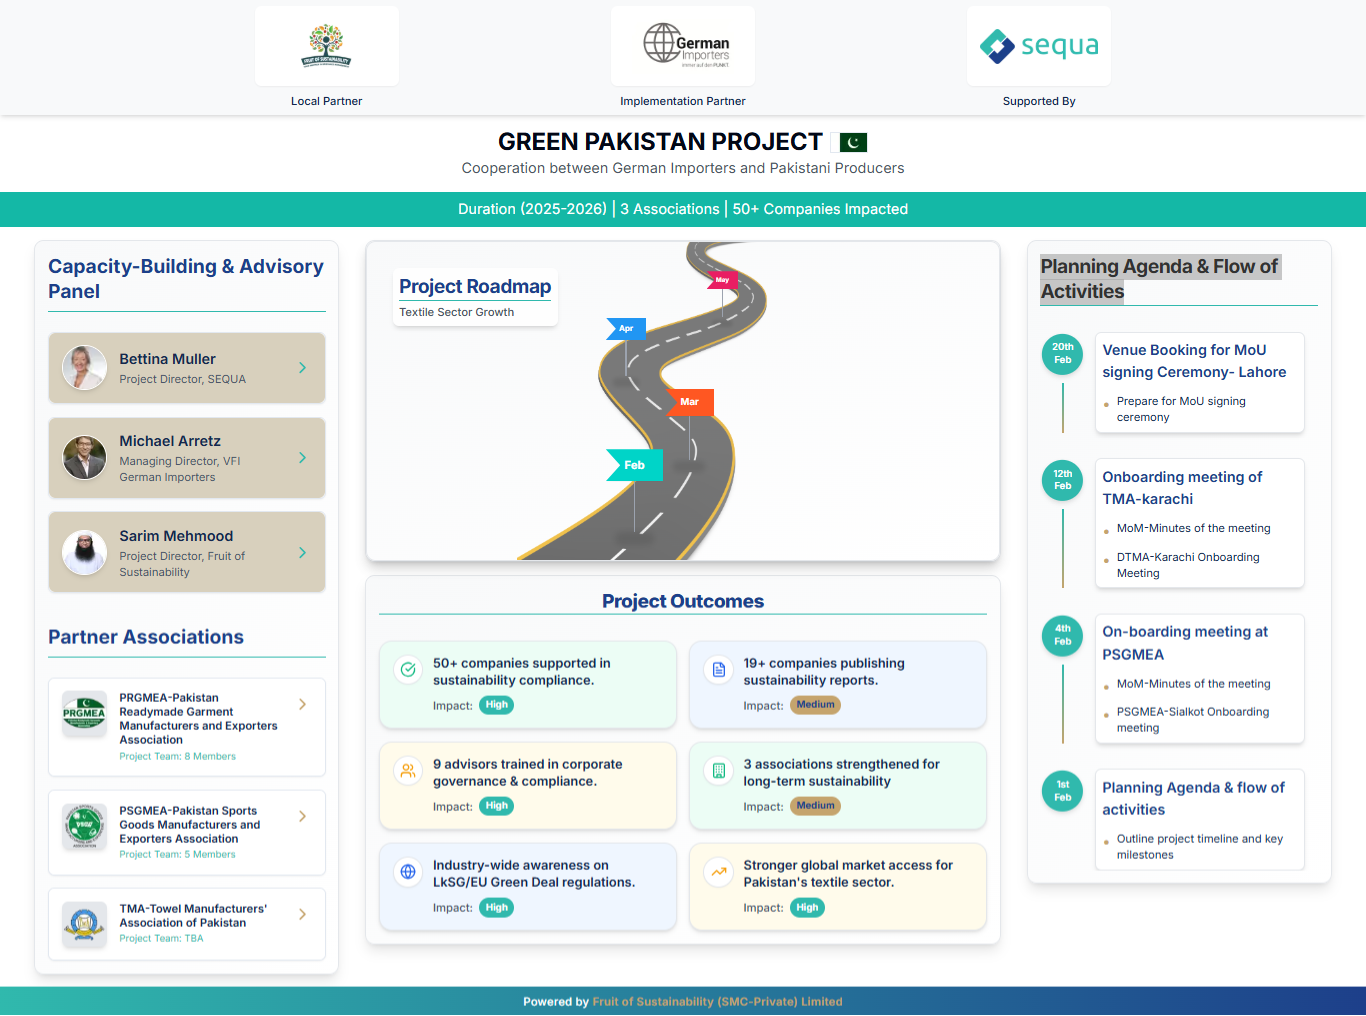 FRUIT OF SUSTAINABILITY
German
Importers
immer auf den PUNKT.
sequa
Local Partner
Implementation Partner
Supported By
GREEN PAKISTAN PROJECT
Cooperation between German Importers and Pakistani Producers
Duration (2025-2026) | 3 Associations | 50+ Companies Impacted
Capacity-Building & Advisory
Panel
Bettina Muller
Project Director, SEQUA
Michael Arretz
Managing Director, VFI
German Importers
Sarim Mehmood
Project Director, Fruit of
Sustainability
Partner Associations
PRGMEA
PRGMEA-Pakistan
Readymade Garment
Manufacturers and Exporters
Association
Project Team: 8 Members
PSGMEA-Pakistan Sports
Goods Manufacturers and
Exporters Association
Project Team: 5 Members
TMA-Towel Manufacturers'
Association of Pakistan
Project Team: TBA
Project Roadmap
Textile Sector Growth
May
Apr
Mar
Feb
Project Outcomes
50+ companies supported in
sustainability compliance.
Impact: High
19+ companies publishing
sustainability reports.
Impact: Medium
9 advisors trained in corporate
governance & compliance.
Impact: High
3 associations strengthened for
long-term sustainability
Impact: Medium
Industry-wide awareness on
LkSG/EU Green Deal regulations.
Impact: High
Stronger global market access for
Pakistan's textile sector.
Impact: High
Planning Agenda & Flow of
Activities
20th
Feb
Venue Booking for MoU
signing Ceremony- Lahore
Prepare for MoU signing
ceremony
12th
Feb
Onboarding meeting of
TMA-karachi
MoM-Minutes of the meeting
DTMA-Karachi Onboarding
Meeting
4th
Feb
On-boarding meeting at
PSGMEA
MoM-Minutes of the meeting
PSGMEA-Sialkot Onboarding
meeting
1st
Feb
Planning Agenda & flow of
activities
Outline project timeline and key
milestones
Powered by Fruit of Sustainability (SMC-Private) Limited